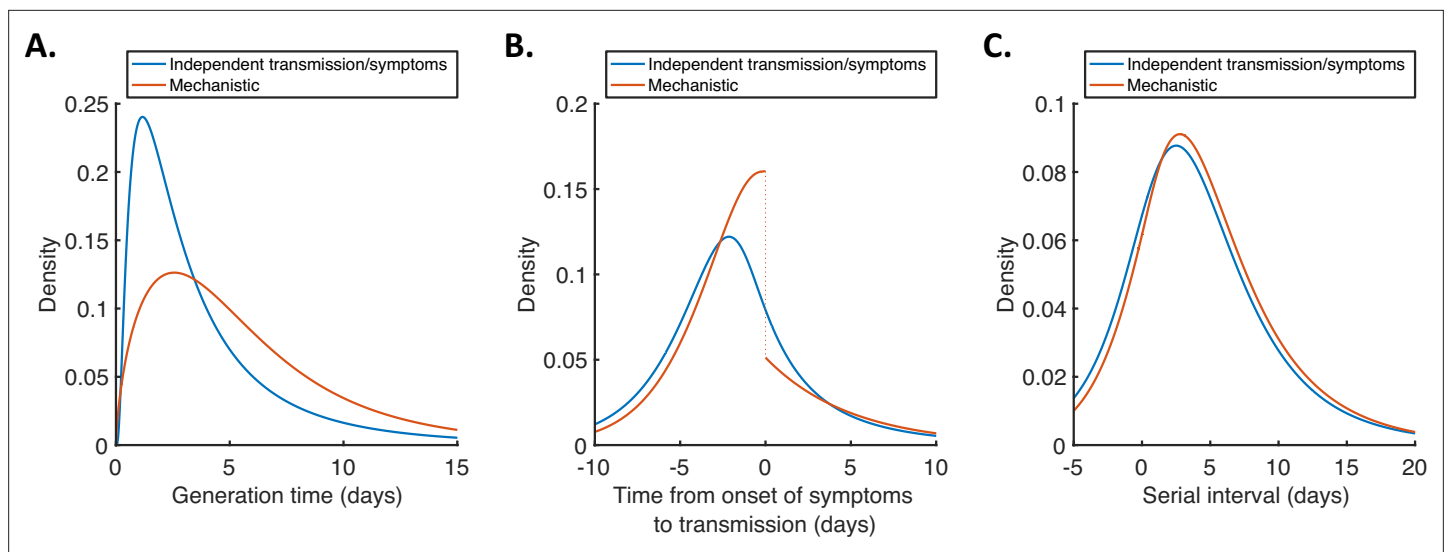 A.
Independent transmission/symptoms
Mechanistic
0.25
0.2
0.15
0.1
0.05
0
Density
0
5
10
15
Generation time (days)
B.
Independent transmission/symptoms
Mechanistic
0.2
0.15
0.1
0.05
0
Density
-10
-5
0
5
10
Time from onset of symptoms
to transmission (days)
C.
Independent transmission/symptoms
Mechanistic
0.1
0.08
0.06
0.04
0.02
0
Density
-5
0
5
10
15
20
Serial interval (days)